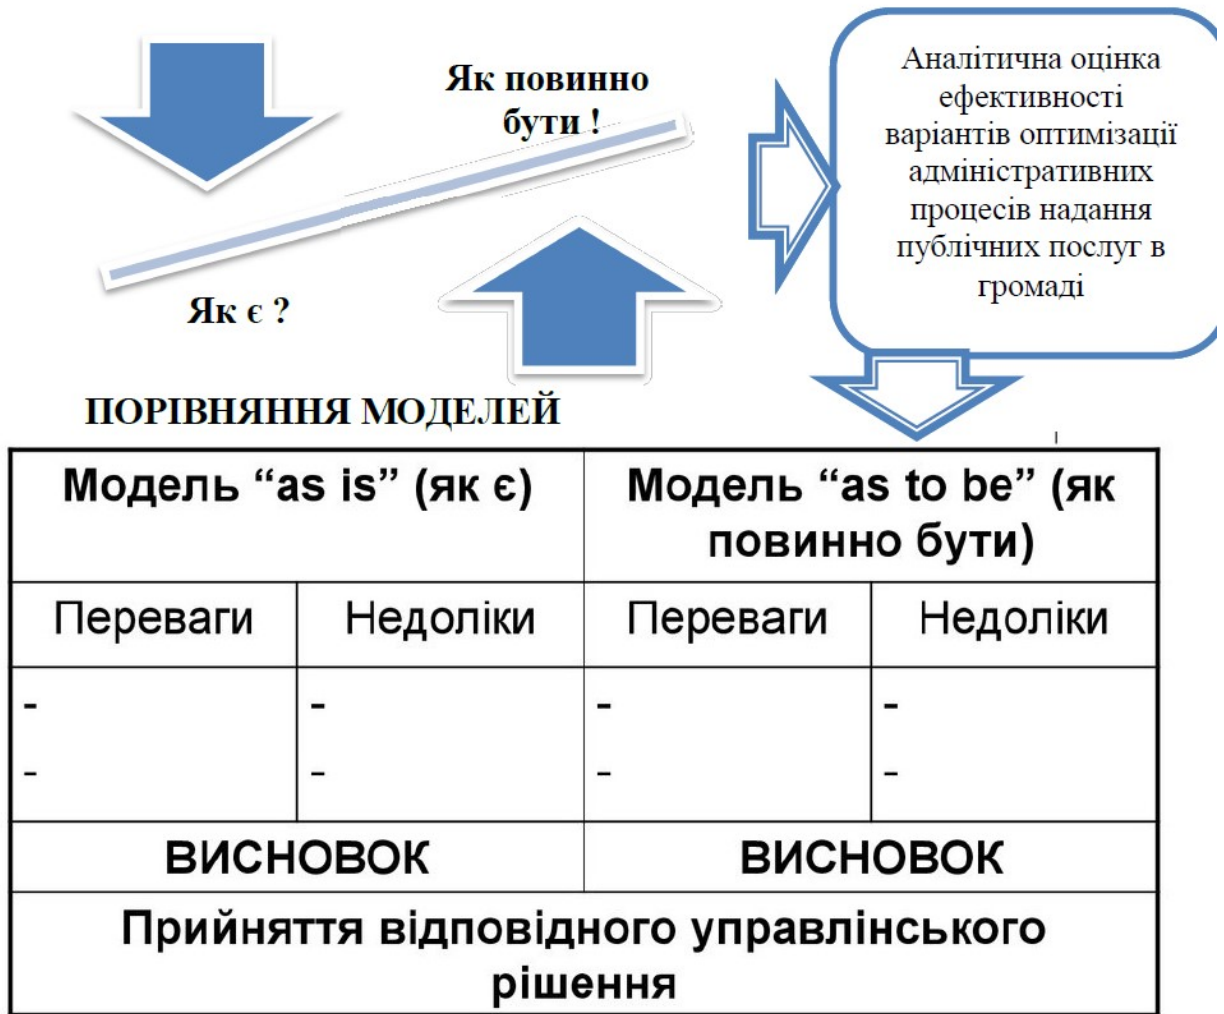 Як повинно
бути !
Як є ?
Аналітична оцінка
ефективності
варіантів оптимізації
адміністративних
процесів надання
публічних послуг в
громаді
ПОРІВНЯННЯ МОДЕЛЕЙ
Модель “as is” (як є)
Модель “as to be” (як
повинно бути)
Переваги
Недоліки
Переваги
Недоліки
-
-
-
-
-
-
-
-
ВИСНОВОК
ВИСНОВОК
Прийняття відповідного управлінського
рішення